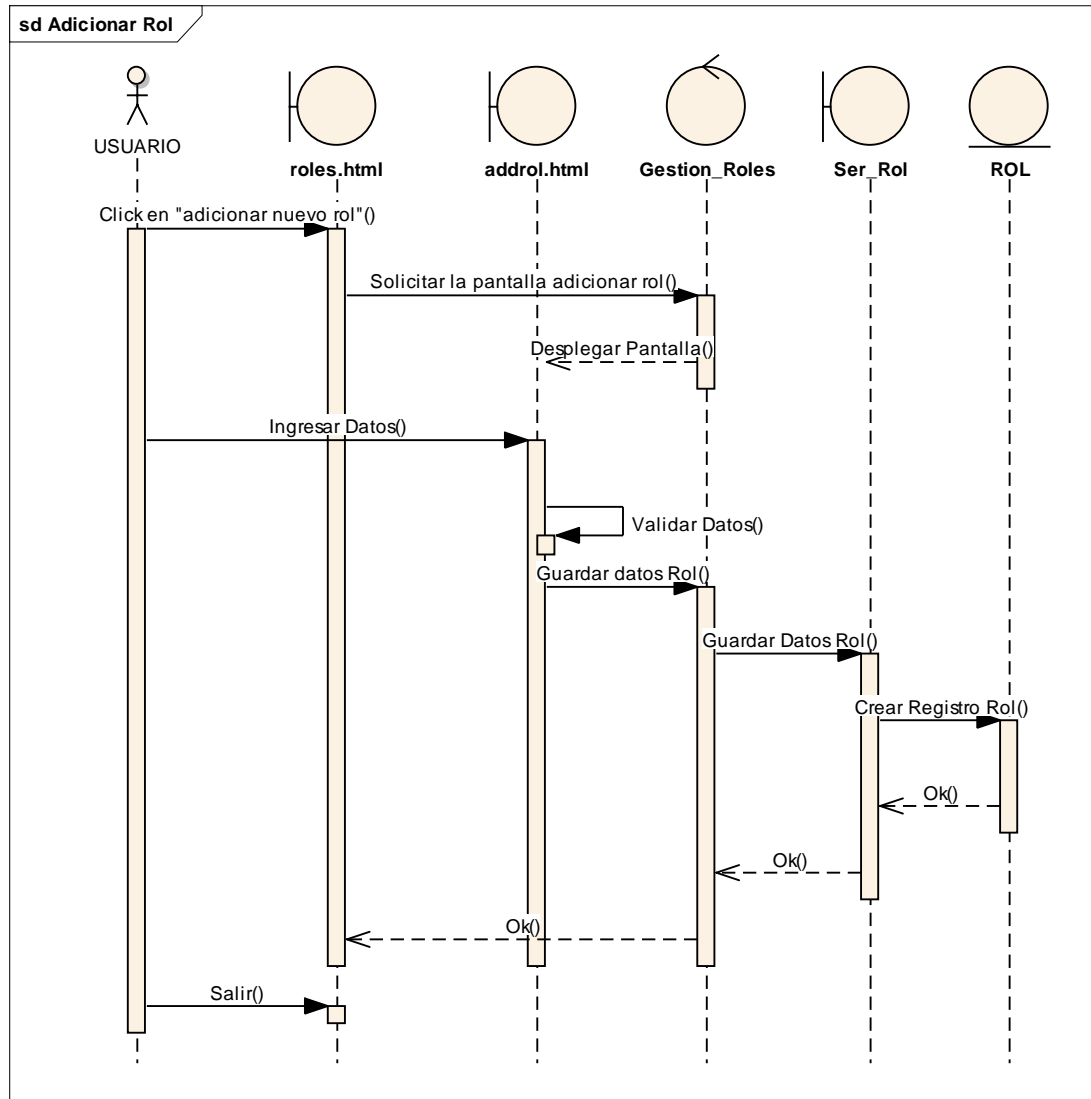 sd Adicionar Rol
USUARIO
roles.html
addrol.html
Gestion_Roles
Ser_Rol
ROL
Click en "adicionar nuevo rol"()
Solicitar la pantalla adicionar rol()
Desplegar Pantalla()
Ingresar Datos()
Validar Datos()
Guardar datos Rol()
Guardar Datos Rol()
Crear Registro Rol()
Ok()
Ok()
Ok()
Salir()